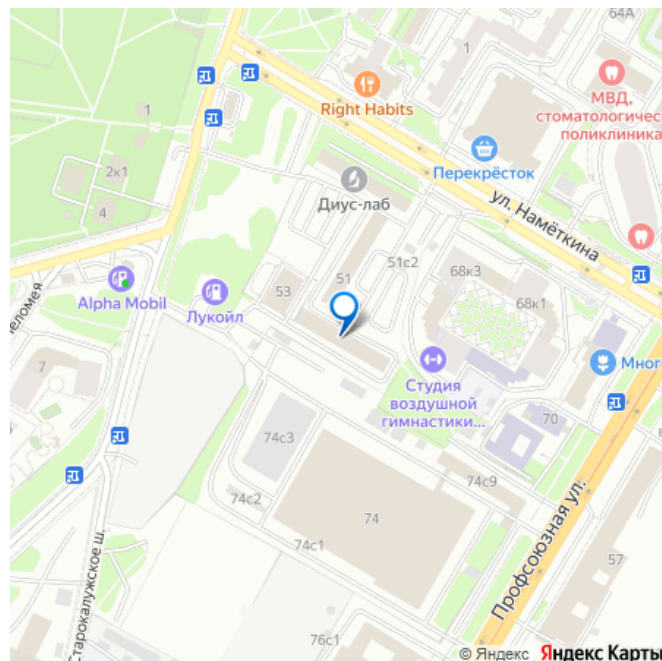 64А
1
МВД,
стоматологичес
поликлиника
Right Habits
Перекрёсток
1
2к1
4
Диус-лаб
ул. Намёткина
51с2
51
68к3
68к1
53
Alpha Mobil
Лукойл
еломея
7
Студия
воздушной
гимнастики...
Много
70
74с3
74с2
74с9
74
74с1
57
Профсоюзная ул.
Старокалужское ш.
76с1
© Яндекс Яндекс Карты